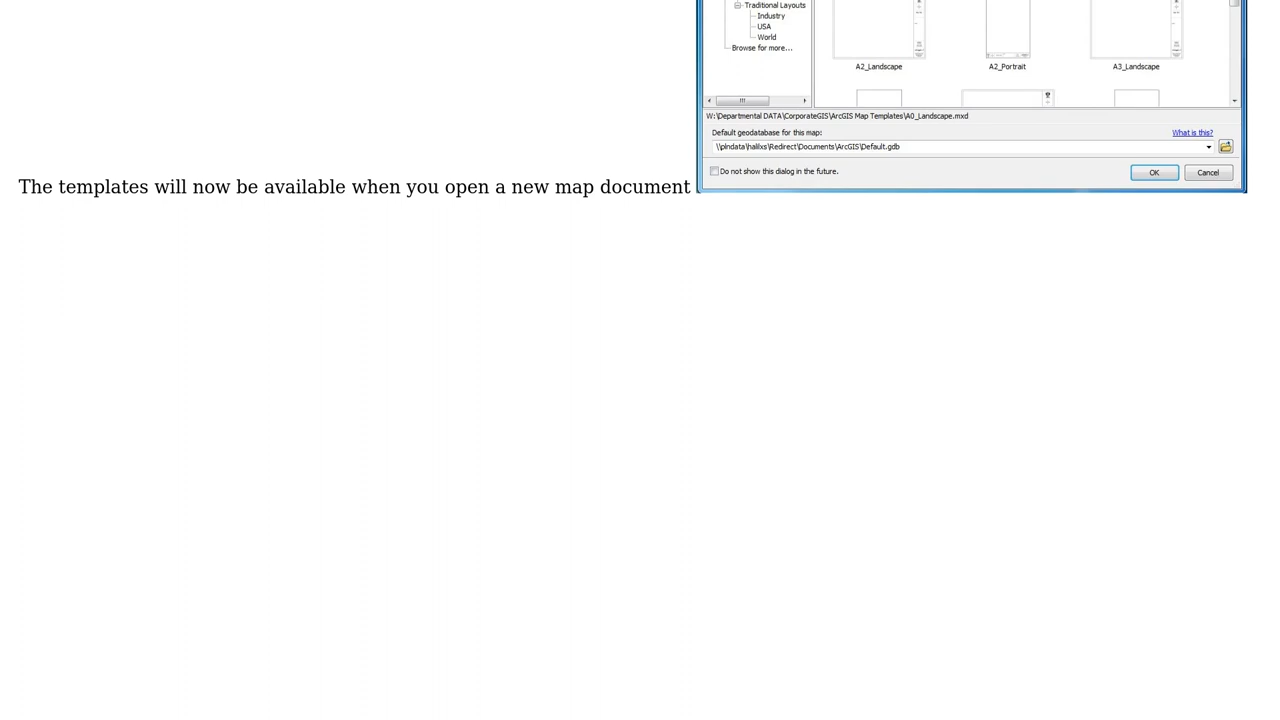 Traditional Layouts
Industry
USA
World
Browse for more...
A2_Landscape
A2_Portrait
A3_Landscape
W:\Departmental DATA\CorporateGIS\ArcGIS Map Templates\A0_Landscape.mxd
Default geodatabase for this map:
What is this?
\\plndata\halilxs\Redirect\Documents\ArcGIS\Default.gdb
Do not show this dialog in the future.
OK
Cancel
The templates will now be available when you open a new map document